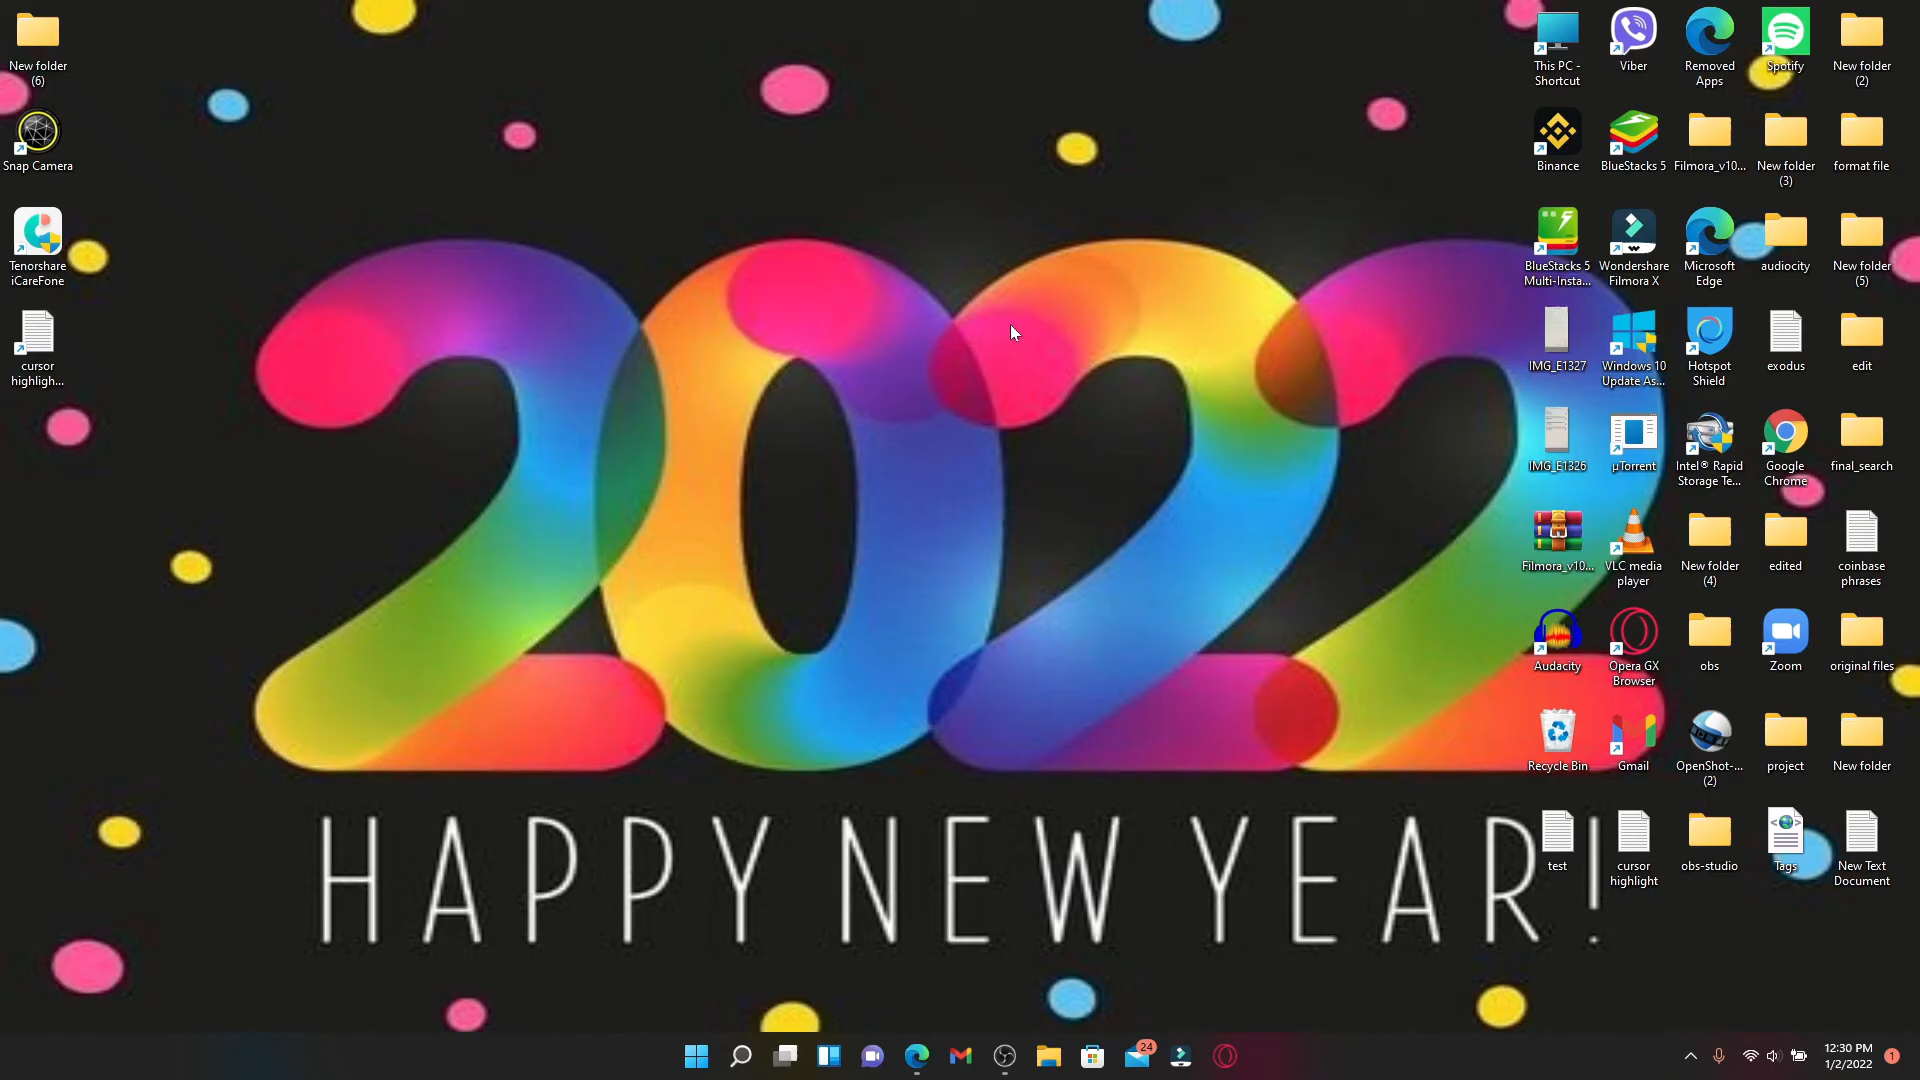 New folder
(6)
Snap Camera
Tenorshare
iCareFone
cursor
highligh...
This PC -
Shortcut
Viber
Removed
Apps
Spotify
New folder
(2)
Binance
BlueStacks 5
Filmora_v10...
New folder
(3)
format file
BlueStacks 5
Multi-Insta...
Wondershare
Filmora X
Microsoft
Edge
audiocity
New folder
(5)
IMG_E1327
Windows 10
Update As...
Hotspot
Shield
exodus
edit
IMG_E1326
µTorrent
Intel® Rapid
Storage Te...
Google
Chrome
final_search
Filmora_v10...
VLC media
player
New folder
(4)
edited
coinbase
phrases
Audacity
Opera GX
Browser
obs
Zoom
original files
Recycle Bin
Gmail
OpenShot-...
(2)
project
New folder
test
cursor
highlight
obs-studio
Tags
New Text
Document
2022
HAPPY NEW YEAR!
24
12:30 PM
1/2/2022
1